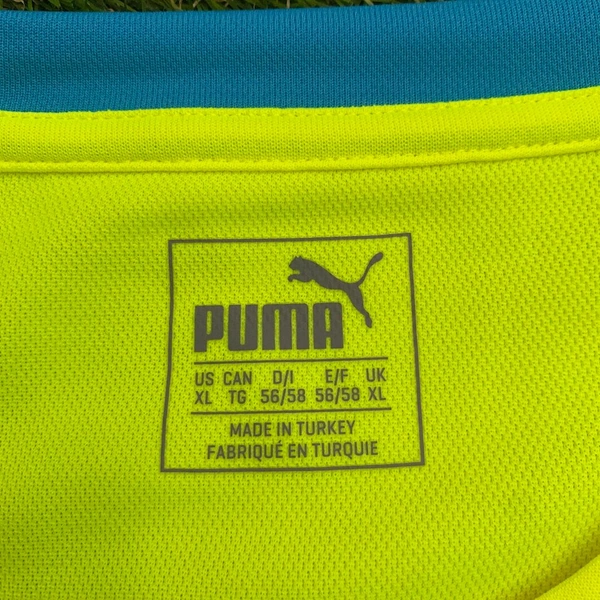 PUMA
US CAN D/I E/F UK
XL TG 56/58 56/58 XL
MADE IN TURKEY
FABRIQUÉ EN TURQUIE